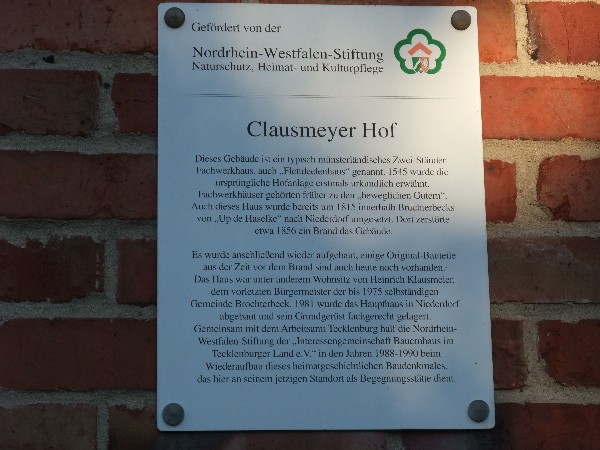 Gefördert von der
Nordrhein-Westfalen-Stiftung
Naturschutz, Heimat- und Kulturpflege
Clausmeyer Hof
Dieses Gebäude ist ein typisch münsterländisches Zwei-Ständer
Fachwerkhaus, auch „Flettdeelenhaus" genannt. 1545 wurde die
ursprüngliche Hofanlage erstmals urkundlich erwähnt.
Fachwerkhäuser gehörten früher zu den „beweglichen Gütern".
Auch dieses Haus wurde bereits um 1815 innerhalb Brochterbecks
von „Up de Haselke" nach Niederdorf umgesetzt. Dort zerstörte
etwa 1856 ein Brand das Gebäude.
Es wurde anschließend wieder aufgebaut, einige Original-Bauteile
aus der Zeit vor dem Brand sind auch heute noch vorhanden.
Das Haus war unter anderem Wohnsitz von Heinrich Klausmeier,
dem vorletzten Bürgermeister der bis 1975 selbständigen
Gemeinde Brochterbeck. 1981 wurde das Haupthaus in Niederdorf
abgebaut und sein Grundgerüst fachgerecht gelagert.
Gemeinsam mit dem Arbeitsamt Tecklenburg half die Nordrhein-
Westfalen-Stiftung der „Interessengemeinschaft Bauernhaus im
Tecklenburger Land e.V." in den Jahren 1988-1990 beim
Wiederaufbau dieses heimatgeschichtlichen Baudenkmales,
das hier an seinem jetzigen Standort als Begegnungsstätte dient.